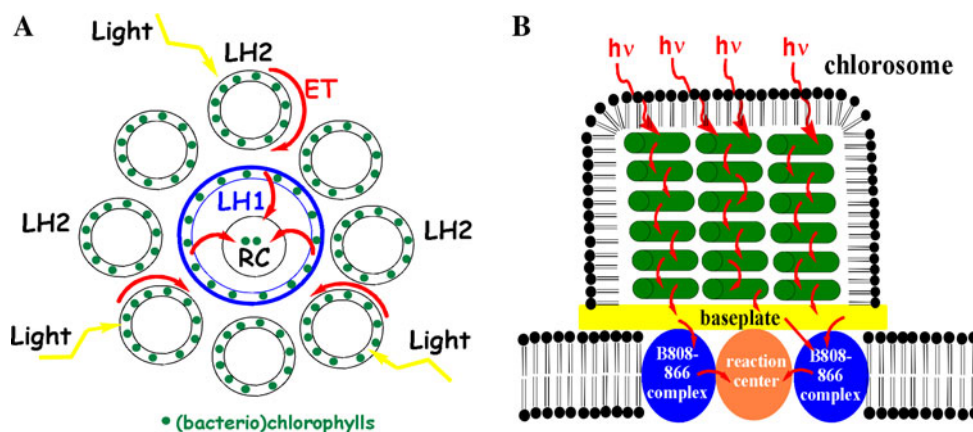 A
Light
LH2
ET
LH1
RC
LH2
LH2
Light
Light
(bacterio)chlorophylls
B
hν
hν
hν
hν
chlorosome
baseplate
B808-
866
complex
reaction
center
B808-
866
complex